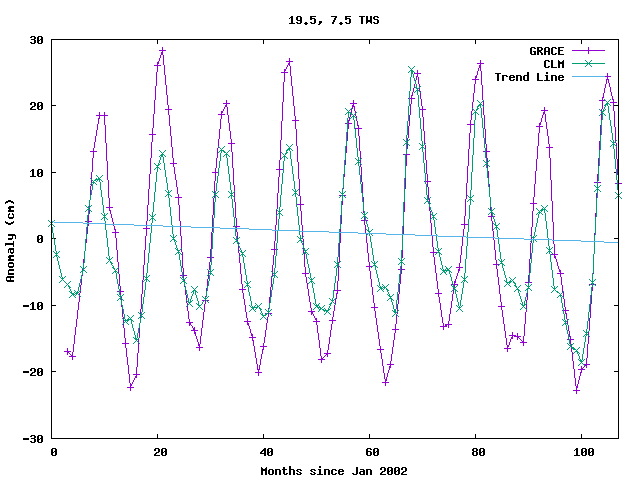 19.5, 7.5 TWS
GRACE
CLM
Trend Line
30
20
10
0
-10
-20
-30
Anomaly (cm)
0 20 40 60 80 100
Months since Jan 2002